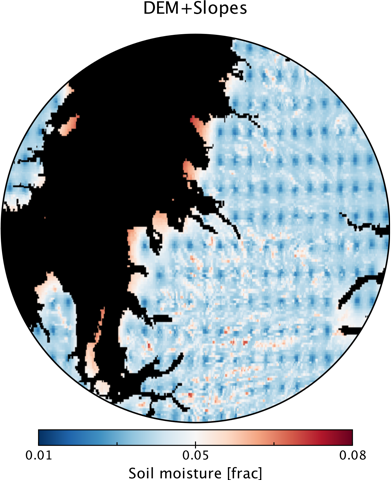 DEM+Slopes
0.01 0.05 0.08
Soil moisture [frac]